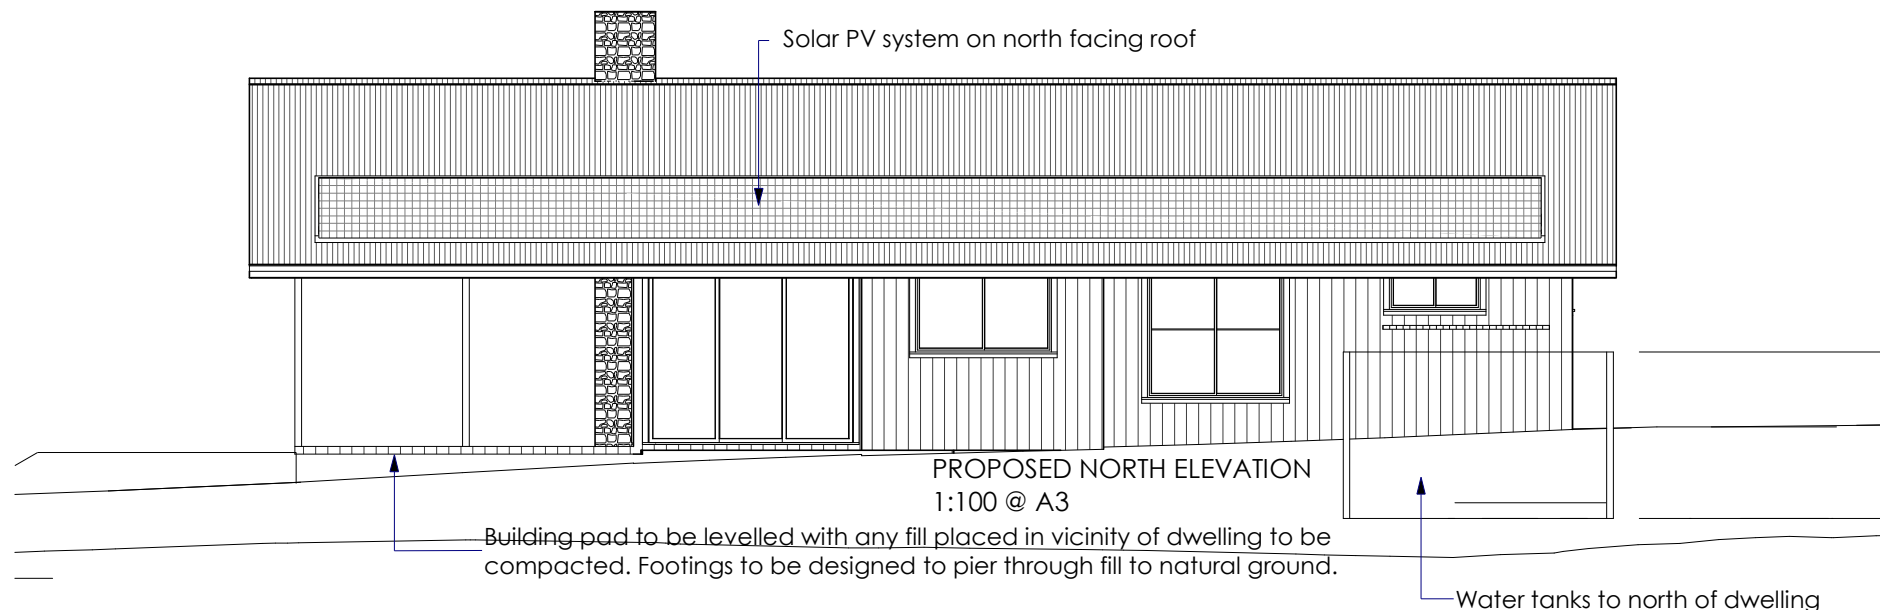 Solar PV system on north facing roof
PROPOSED NORTH ELEVATION
1:100 @ A3
Building pad to be levelled with any fill placed in vicinity of dwelling to be
compacted. Footings to be designed to pier through fill to natural ground.
Water tanks to north of dwelling